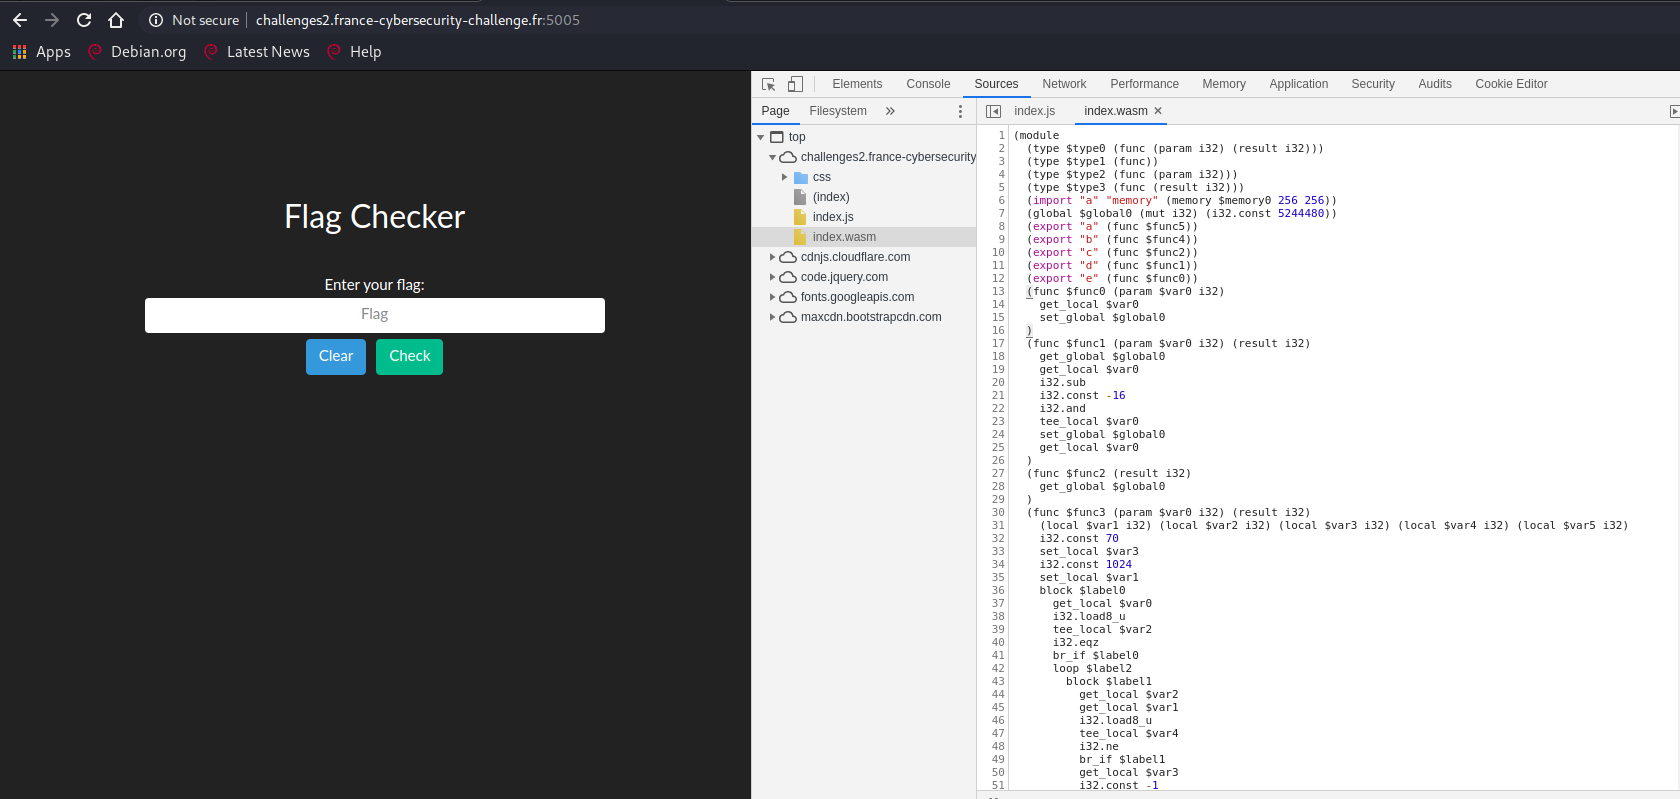 Not secure challenges2.france-cybersecurity-challenge.fr:5005
Apps Debian.org Latest News Help
Flag Checker
Enter your flag:
Flag
Clear Check
Elements Console Sources Network Performance Memory Application Security Audits Cookie Editor
Page Filesystem »
index.js index.wasm ×
top
challenges2.france-cybersecurity
css
(index)
index.js
index.wasm
cdnjs.cloudflare.com
code.jquery.com
fonts.googleapis.com
maxcdn.bootstrapcdn.com
1 (module
2 (type $type0 (func (param i32) (result i32)))
3 (type $type1 (func))
4 (type $type2 (func (param i32)))
5 (type $type3 (func (result i32)))
6 (import "a" "memory" (memory $memory0 256 256))
7 (global $global0 (mut i32) (i32.const 5244480))
8 (export "a" (func $func5))
9 (export "b" (func $func4))
10 (export "c" (func $func2))
11 (export "d" (func $func1))
12 (export "e" (func $func0))
13 (func $func0 (param $var0 i32)
14 get_local $var0
15 set_global $global0
16 )
17 (func $func1 (param $var0 i32) (result i32)
18 get_global $global0
19 get_local $var0
20 i32.sub
21 i32.const -16
22 i32.and
23 tee_local $var0
24 set_global $global0
25 get_local $var0
26 )
27 (func $func2 (result i32)
28 get_global $global0
29 )
30 (func $func3 (param $var0 i32) (result i32)
31 (local $var1 i32) (local $var2 i32) (local $var3 i32) (local $var4 i32) (local $var5 i32)
32 i32.const 70
33 set_local $var3
34 i32.const 1024
35 set_local $var1
36 block $label0
37 get_local $var0
38 i32.load8_u
39 tee_local $var2
40 i32.eqz
41 br_if $label0
42 loop $label2
43 block $label1
44 get_local $var2
45 get_local $var1
46 i32.load8_u
47 tee_local $var4
48 i32.ne
49 br_if $label1
50 get_local $var3
51 i32.const -1